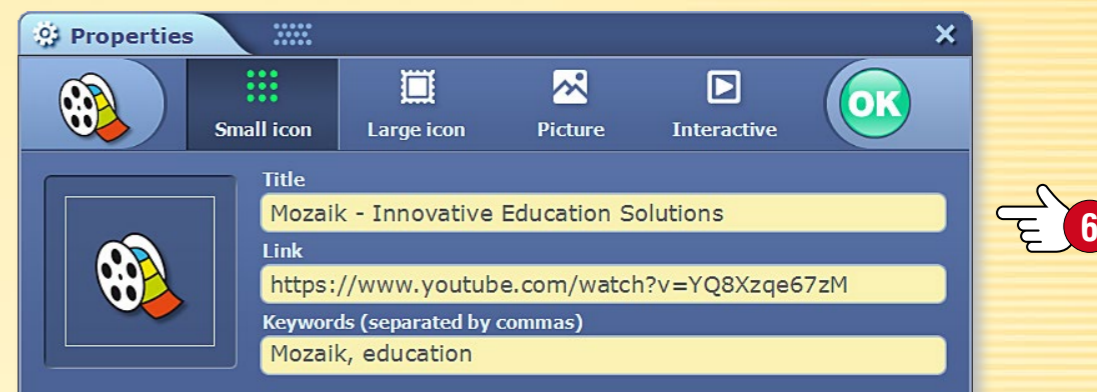 Properties
Small icon Large icon Picture Interactive OK
Title
Mozaik - Innovative Education Solutions
Link
https://www.youtube.com/watch?v=YQ8Xzqe67zM
Keywords (separated by commas)
Mozaik, education
6